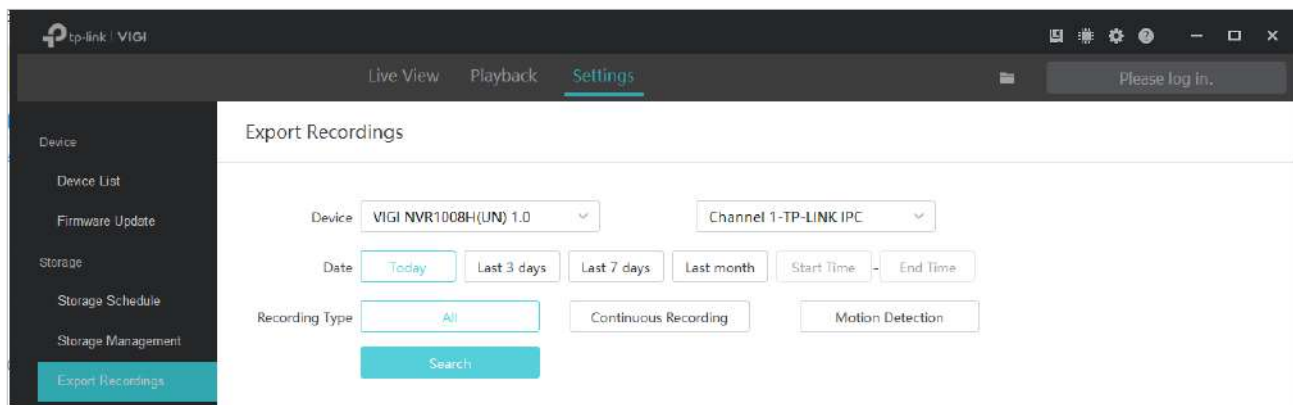 tp-link | VIGI
Live View Playback Settings Please log in.
Export Recordings
Device
Device List
Firmware Update
Storage
Storage Schedule
Storage Management
Export Recordings
Device VIGI NVR1008H(UN) 1.0 Channel 1-TP-LINK IPC
Date Today Last 3 days Last 7 days Last month Start Time - End Time
Recording Type All Continuous Recording Motion Detection
Search